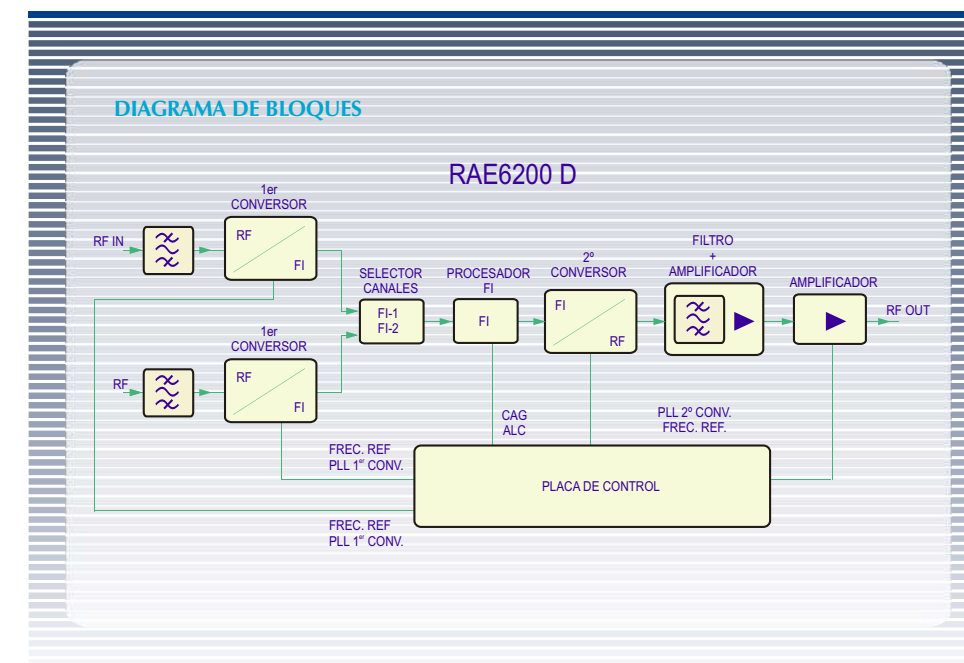 DIAGRAMA DE BLOQUES
RAE6200 D
1er
CONVERSOR
RF IN
RF
FI
SELECTOR
CANALES
FI-1
FI-2
PROCESADOR
FI
FI
2º
CONVERSOR
FI
RF
FILTRO
+
AMPLIFICADOR
AMPLIFICADOR
RF OUT
1er
CONVERSOR
RF
RF
FI
CAG
ALC
PLL 2º CONV.
FREC. REF.
FREC. REF
PLL 1er CONV.
PLACA DE CONTROL
FREC. REF
PLL 1er CONV.